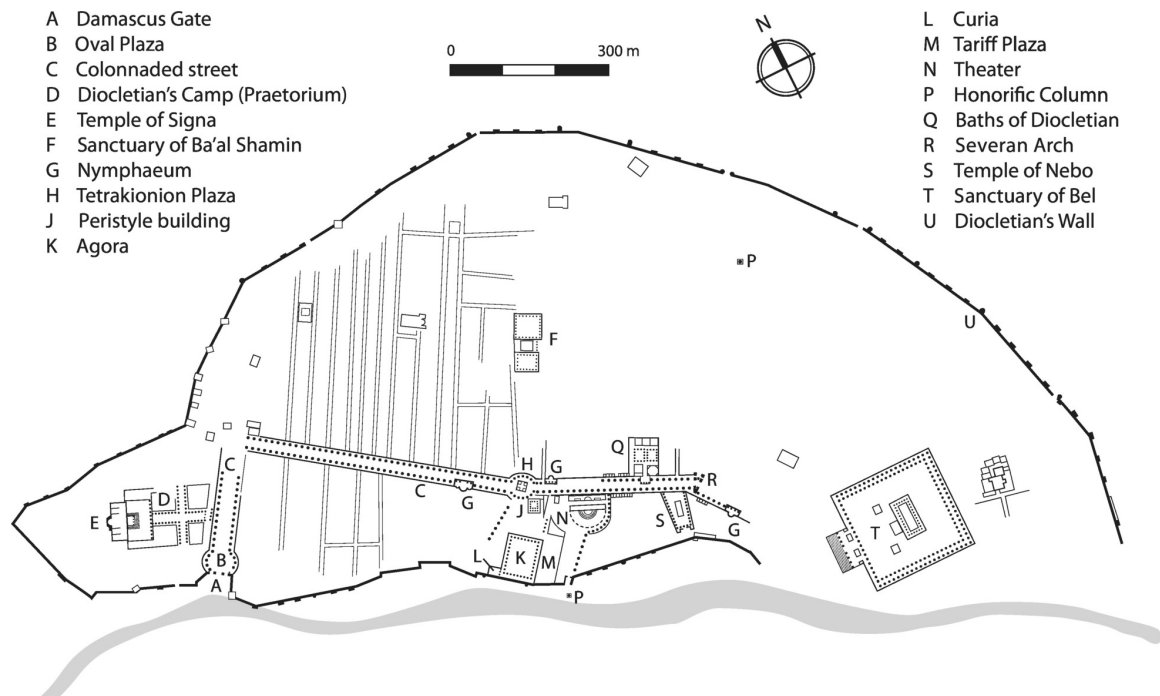 A Damascus Gate
B Oval Plaza
C Colonnaded street
D Diocletian's Camp (Praetorium)
E Temple of Signa
F Sanctuary of Ba'al Shamin
G Nymphaeum
H Tetrakionion Plaza
J Peristyle building
K Agora
0 300 m
N
L Curia
M Tariff Plaza
N Theater
P Honorific Column
Q Baths of Diocletian
R Severan Arch
S Temple of Nebo
T Sanctuary of Bel
U Diocletian's Wall
P
U
F
Q
C
H
G
R
C
G
D
J
N
S
G
E
T
B
L
K
M
A
P